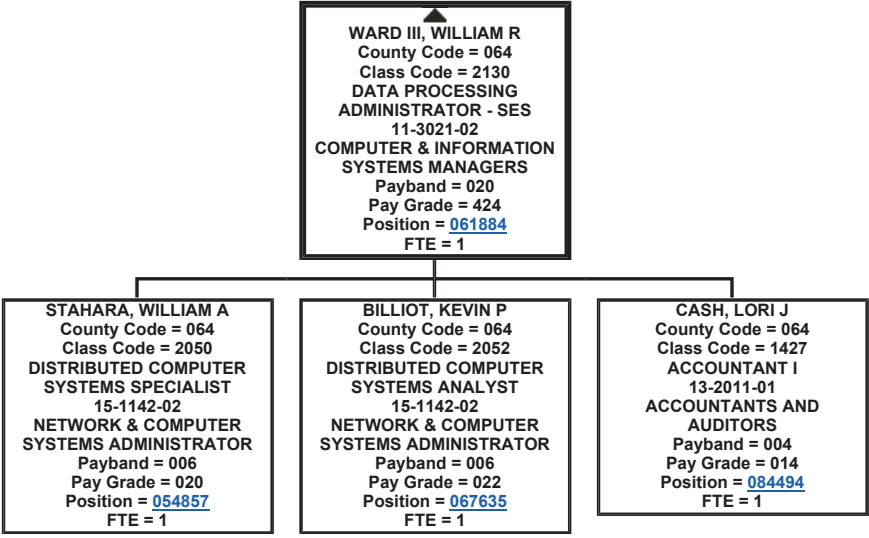 WARD III, WILLIAM R
County Code = 064
Class Code = 2130
DATA PROCESSING
ADMINISTRATOR - SES
11-3021-02
COMPUTER & INFORMATION
SYSTEMS MANAGERS
Payband = 020
Pay Grade = 424
Position = 061884
FTE = 1
STAHARA, WILLIAM A
County Code = 064
Class Code = 2050
DISTRIBUTED COMPUTER
SYSTEMS SPECIALIST
15-1142-02
NETWORK & COMPUTER
SYSTEMS ADMINISTRATOR
Payband = 006
Pay Grade = 020
Position = 054857
FTE = 1
BILLIOT, KEVIN P
County Code = 064
Class Code = 2052
DISTRIBUTED COMPUTER
SYSTEMS ANALYST
15-1142-02
NETWORK & COMPUTER
SYSTEMS ADMINISTRATOR
Payband = 006
Pay Grade = 022
Position = 067635
FTE = 1
CASH, LORI J
County Code = 064
Class Code = 1427
ACCOUNTANT I
13-2011-01
ACCOUNTANTS AND
AUDITORS
Payband = 004
Pay Grade = 014
Position = 084494
FTE = 1